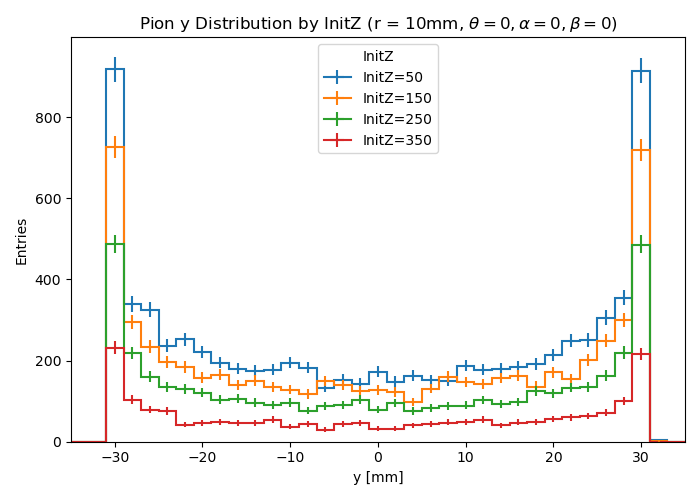 Pion y Distribution by InitZ (r = 10mm, θ = 0, α = 0, β = 0)
InitZ
InitZ=50
InitZ=150
InitZ=250
InitZ=350
Entries
800
600
400
200
0
−30 −20 −10 0 10 20 30
y [mm]